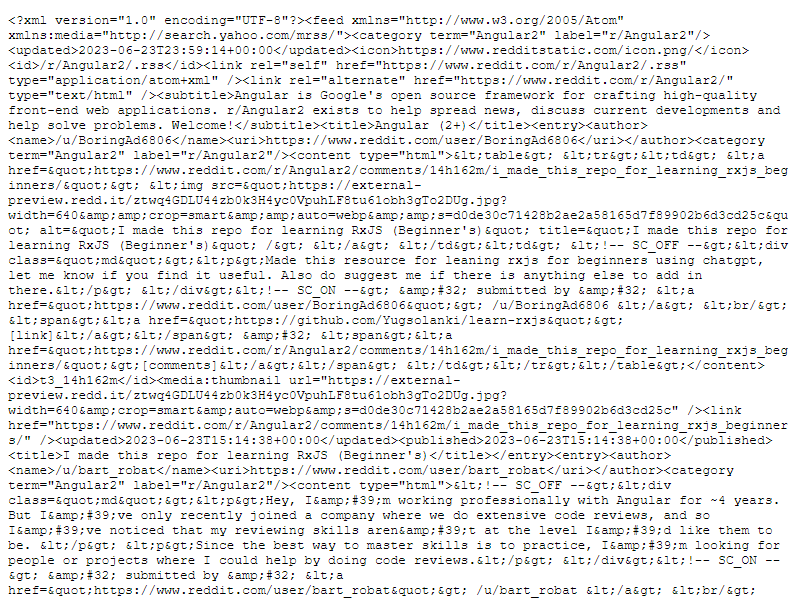 <?xml version="1.0" encoding="UTF-8"?><feed xmlns="http://www.w3.org/2005/Atom"
xmlns:media="http://search.yahoo.com/mrss/"><category term="Angular2" label="r/Angular2"/>
<updated>2023-06-23T23:59:14+00:00</updated><icon>https://www.redditstatic.com/icon.png/</icon>
<id>/r/Angular2/.rss</id><link rel="self" href="https://www.reddit.com/r/Angular2/.rss"
type="application/atom+xml" /><link rel="alternate" href="https://www.reddit.com/r/Angular2/"
type="text/html" /><subtitle>Angular is Google's open source framework for crafting high-quality
front-end web applications. r/Angular2 exists to help spread news, discuss current developments and
help solve problems. Welcome!</subtitle><title>Angular (2+)</title><entry><author>
<name>/u/BoringAd6806</name><uri>https://www.reddit.com/user/BoringAd6806</uri></author><category
term="Angular2" label="r/Angular2"/><content type="html">&lt;table&gt; &lt;tr&gt;&lt;td&gt; &lt;a
href=&quot;https://www.reddit.com/r/Angular2/comments/14h162m/i_made_this_repo_for_learning_rxjs_beg
inners/&quot;&gt; &lt;img src=&quot;https://external-
preview.redd.it/ztwq4GDLU44zb0k3H4yc0VpuhLF8tu61obh3gTo2DUg.jpg?
width=640&amp;amp;crop=smart&amp;amp;auto=webp&amp;amp;s=d0de30c71428b2ae2a58165d7f89902b6d3cd25c&qu
ot; alt=&quot;I made this repo for learning RxJS (Beginner's)&quot; title=&quot;I made this repo for
learning RxJS (Beginner's)&quot; /&gt; &lt;/a&gt; &lt;/td&gt;&lt;td&gt; &lt;!-- SC_OFF --&gt;&lt;div
class=&quot;md&quot;&gt;&lt;p&gt;Made this resource for leaning rxjs for beginners using chatgpt,
let me know if you find it useful. Also do suggest me if there is anything else to add in
there.&lt;/p&gt; &lt;/div&gt;&lt;!-- SC_ON --&gt; &amp;#32; submitted by &amp;#32; &lt;a
href=&quot;https://www.reddit.com/user/BoringAd6806&quot;&gt; /u/BoringAd6806 &lt;/a&gt; &lt;br/&gt;
&lt;span&gt;&lt;a href=&quot;https://github.com/Yugsolanki/learn-rxjs&quot;&gt;
[link]&lt;/a&gt;&lt;/span&gt; &amp;#32; &lt;span&gt;&lt;a
href=&quot;https://www.reddit.com/r/Angular2/comments/14h162m/i_made_this_repo_for_learning_rxjs_beg
inners/&quot;&gt;[comments]&lt;/a&gt;&lt;/span&gt; &lt;/td&gt;&lt;/tr&gt;&lt;/table&gt;</content>
<id>t3_14h162m</id><media:thumbnail url="https://external-
preview.redd.it/ztwq4GDLU44zb0k3H4yc0VpuhLF8tu61obh3gTo2DUg.jpg?
width=640&amp;crop=smart&amp;auto=webp&amp;s=d0de30c71428b2ae2a58165d7f89902b6d3cd25c" /><link
href="https://www.reddit.com/r/Angular2/comments/14h162m/i_made_this_repo_for_learning_rxjs_beginner
s/" /><updated>2023-06-23T15:14:38+00:00</updated><published>2023-06-23T15:14:38+00:00</published>
<title>I made this repo for learning RxJS (Beginner's)</title></entry><entry><author>
<name>/u/bart_robat</name><uri>https://www.reddit.com/user/bart_robat</uri></author><category
term="Angular2" label="r/Angular2"/><content type="html">&lt;!-- SC_OFF --&gt;&lt;div
class=&quot;md&quot;&gt;&lt;p&gt;Hey, I&amp;#39;m working professionally with Angular for ~4 years.
But I&amp;#39;ve only recently joined a company where we do extensive code reviews, and so
I&amp;#39;ve noticed that my reviewing skills aren&amp;#39;t at the level I&amp;#39;d like them to
be. &lt;/p&gt; &lt;p&gt;Since the best way to master skills is to practice, I&amp;#39;m looking for
people or projects where I could help by doing code reviews.&lt;/p&gt; &lt;/div&gt;&lt;!-- SC_ON --
&gt; &amp;#32; submitted by &amp;#32; &lt;a
href=&quot;https://www.reddit.com/user/bart_robat&quot;&gt; /u/bart_robat &lt;/a&gt; &lt;br/&gt;